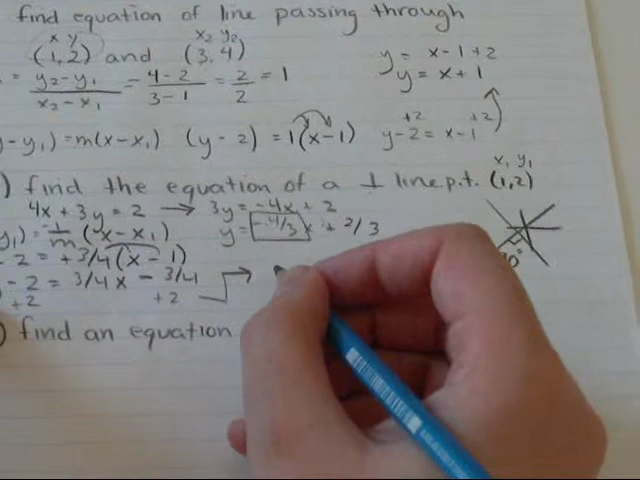 find equation of line passing through
x y x₂ y₂
(1,2) and (3,4)
= y₂-y₁ / x₂-x₁ = 4-2 / 3-1 = 2/2 = 1
y = x-1+2
y = x+1
-y₁) = m(x-x₁) (y-2) = 1(x-1)
+2 +2
y-2 = x-1
) find the equation of a ⊥ line p.t. (1,2)
x, y₁
4x + 3y = 2 → 3y = -4x + 2
y = -4/3 x + 2/3
y₁) = 1/m (x-x₁)
-2 = +3/4(x-1)
-2 = 3/4x - 3/4
+2 +2
90°
) find an equation